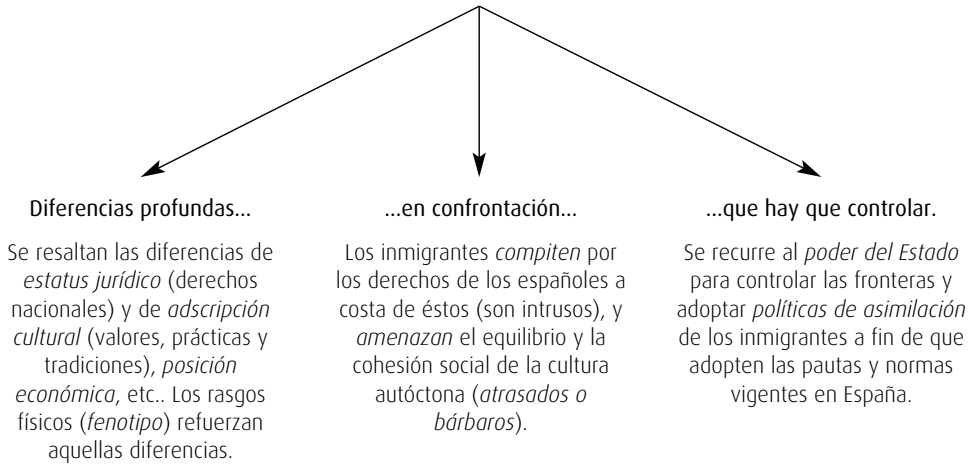 Diferencias profundas...
Se resaltan las diferencias de
estatus jurídico (derechos
nacionales) y de adscripción
cultural (valores, prácticas y
tradiciones), posición
económica, etc.. Los rasgos
físicos (fenotipo) refuerzan
aquellas diferencias.
...en confrontación...
Los inmigrantes compiten por
los derechos de los españoles a
costa de éstos (son intrusos), y
amenazan el equilibrio y la
cohesión social de la cultura
autóctona (atrasados o
bárbaros).
...que hay que controlar.
Se recurre al poder del Estado
para controlar las fronteras y
adoptar políticas de asimilación
de los inmigrantes a fin de que
adopten las pautas y normas
vigentes en España.